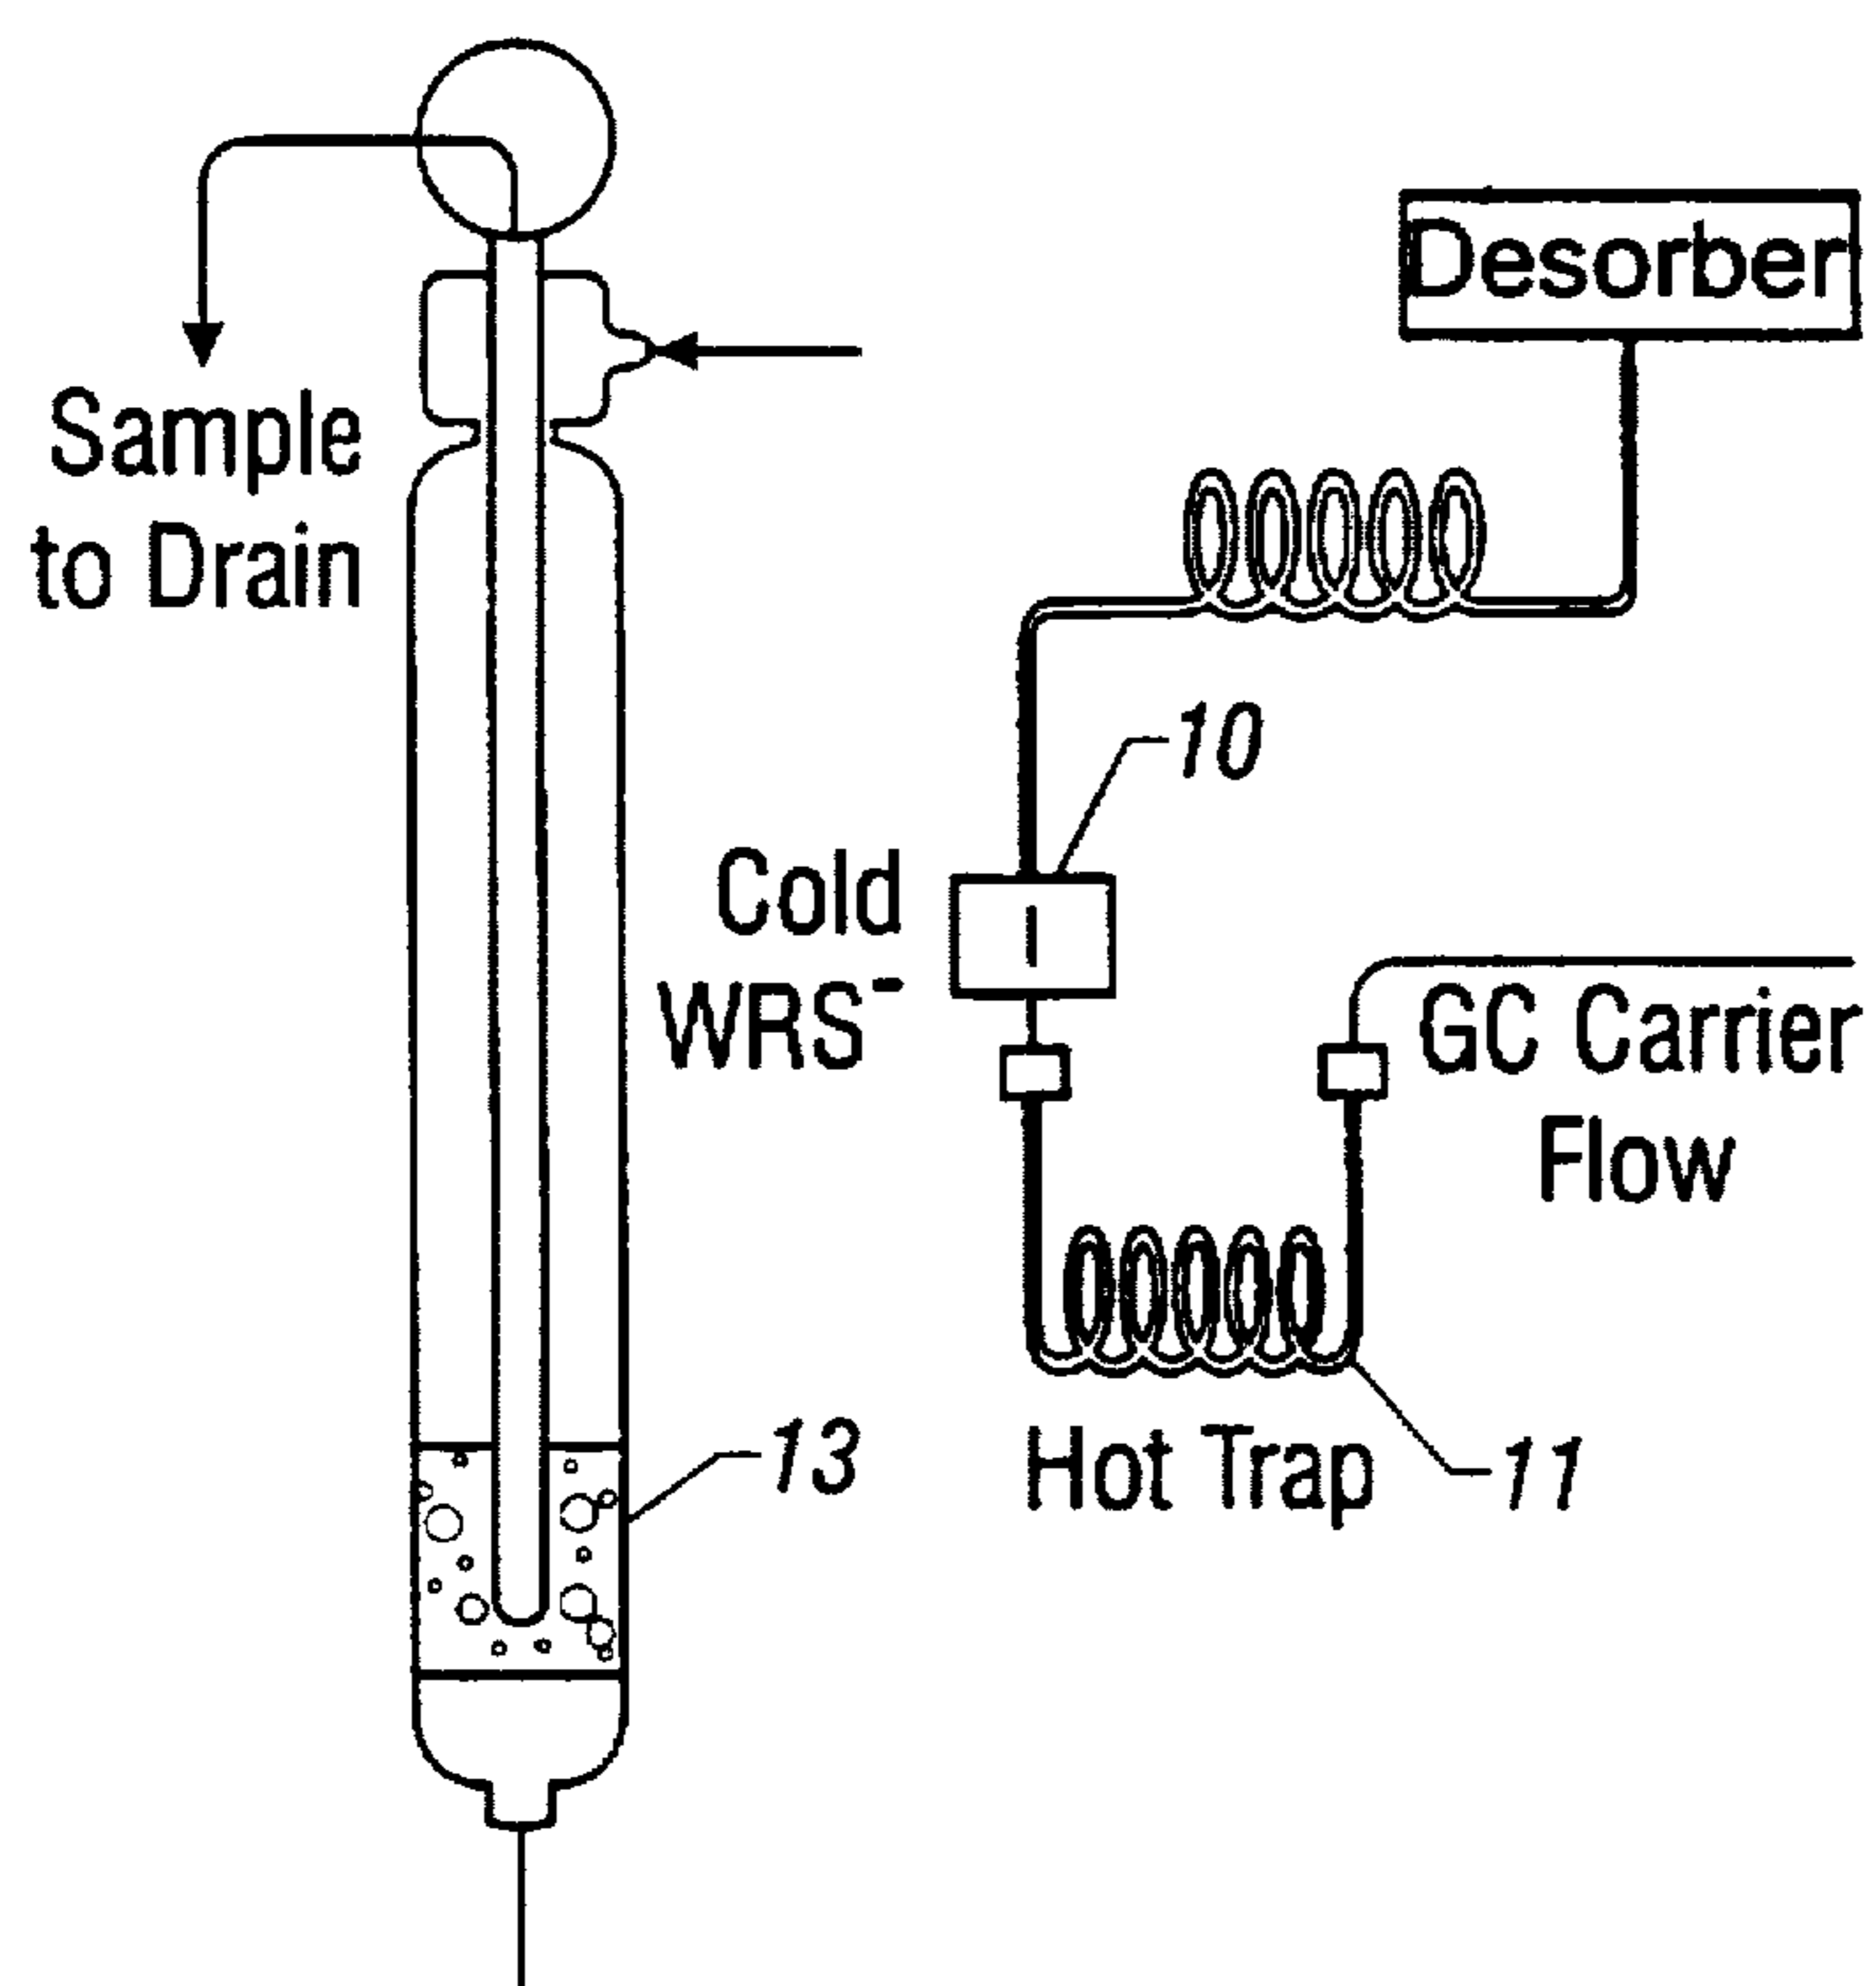 Desorber
Sample
to Drain
10
Cold
WRS-
GC Carrier
Flow
13
Hot Trap
11